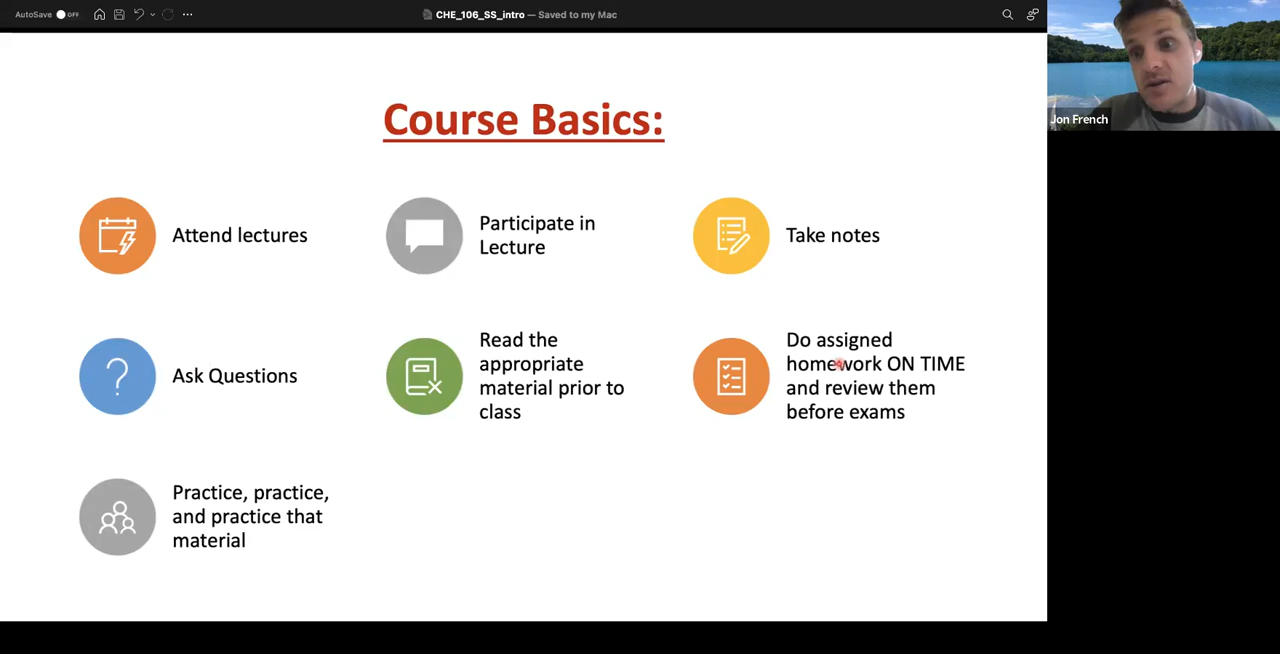 AutoSave OFF
CHE_106_SS_intro — Saved to my Mac
Jon French
Course Basics:
Attend lectures
Participate in
Lecture
Take notes
Ask Questions
Read the
appropriate
material prior to
class
Do assigned
homework ON TIME
and review them
before exams
Practice, practice,
and practice that
material